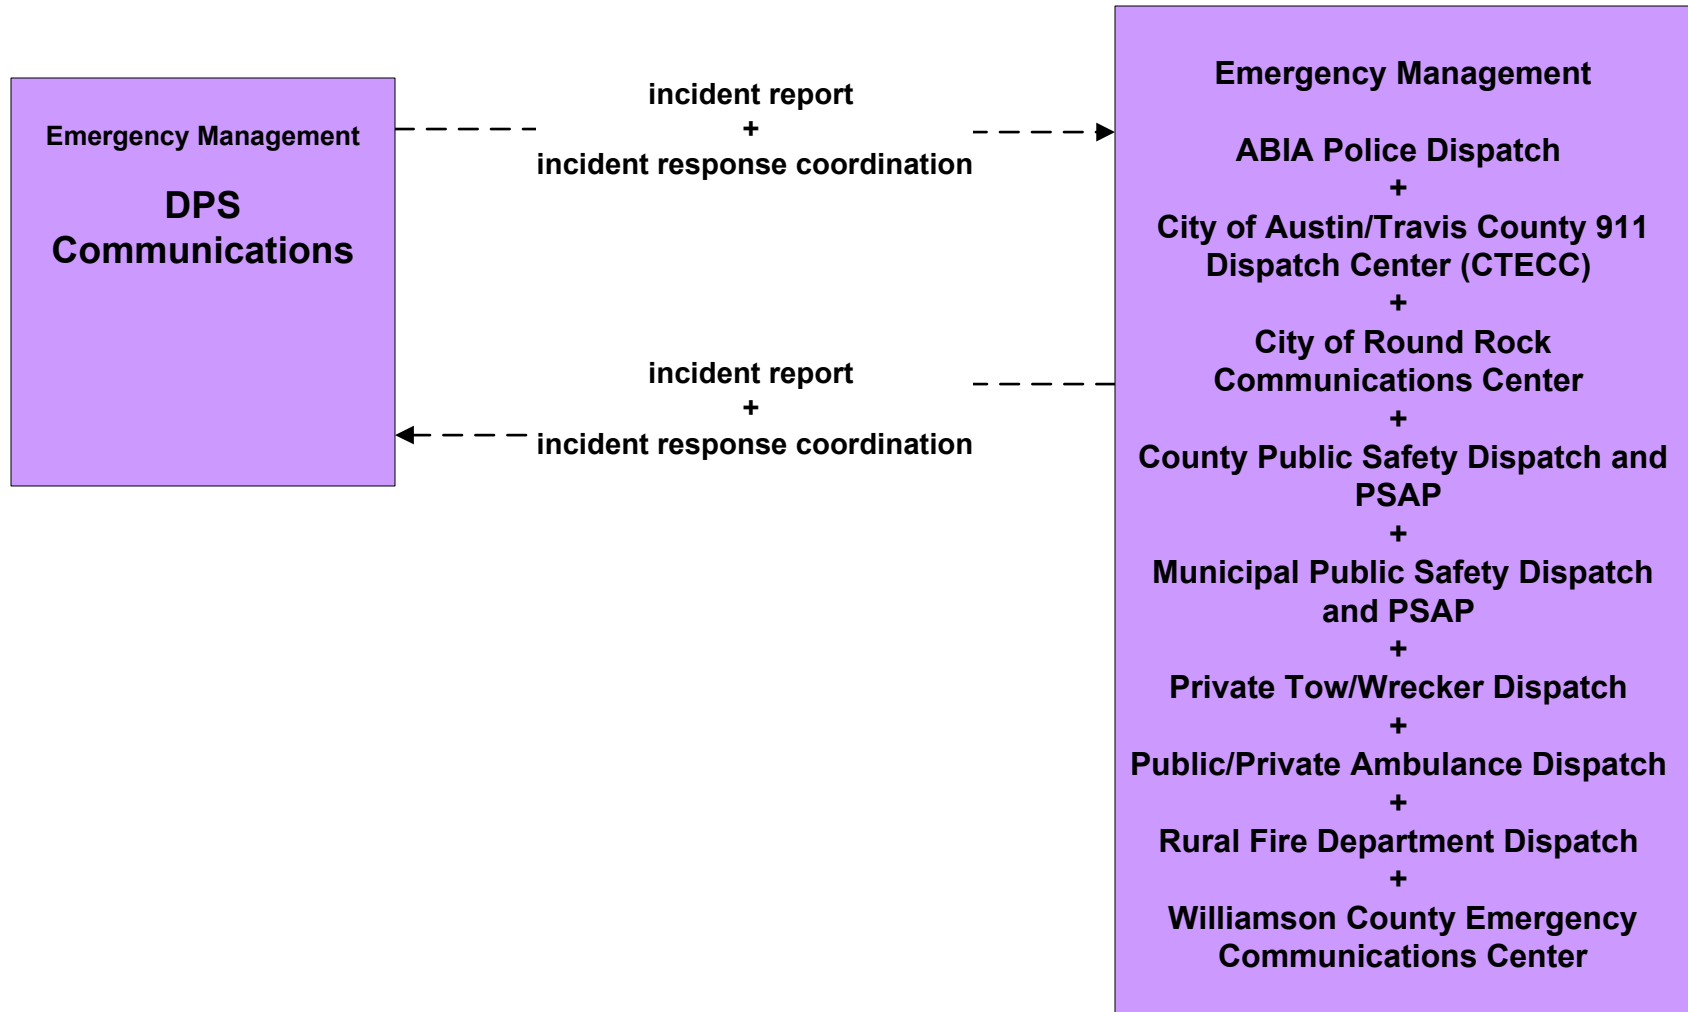 Emergency Management
DPS
Communications
incident report
+
incident response coordination
incident report
+
incident response coordination
Emergency Management
ABIA Police Dispatch
+
City of Austin/Travis County 911
Dispatch Center (CTECC)
+
City of Round Rock
Communications Center
+
County Public Safety Dispatch and
PSAP
+
Municipal Public Safety Dispatch
and PSAP
+
Private Tow/Wrecker Dispatch
+
Public/Private Ambulance Dispatch
+
Rural Fire Department Dispatch
+
Williamson County Emergency
Communications Center